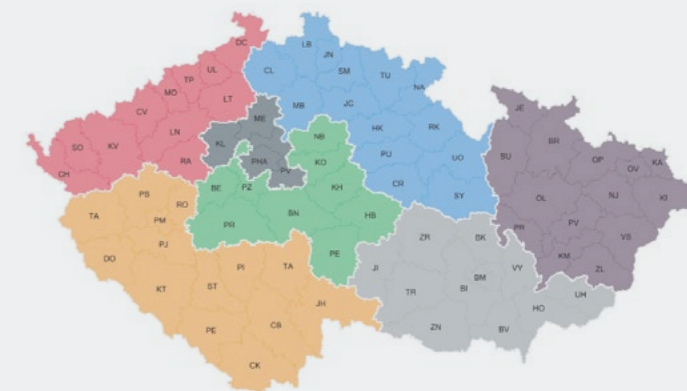 DC
LB
JN
CL
UL
SM
TU
TP
NA
MO
LT
MB
JC
JE
CV
ME
HK
RK
BR
LN
NB
SO
KV
KL
PU
UO
SU
OP
KA
OV
RA
PHA
KO
PV
CH
CR
BE
PZ
KH
SY
OL
NJ
KI
PS
RO
TA
BN
HB
PM
PR
PR
PV
VS
PJ
ZR
BK
DO
PE
KM
TA
JI
VY
ZL
PI
BM
KT
ST
TR
BI
UH
JH
HO
PE
CB
ZN
BV
CK